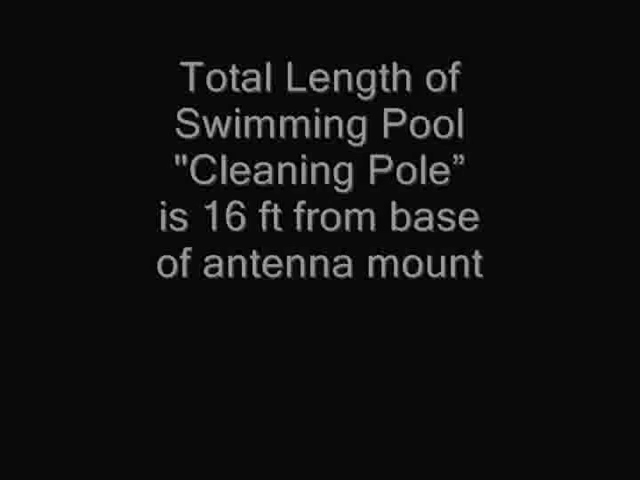 Total Length of
Swimming Pool
"Cleaning Pole”
is 16 ft from base
of antenna mount